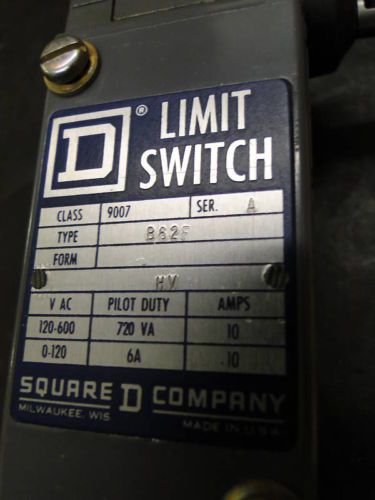 D ® LIMIT
SWITCH
CLASS 9007 SER. A
TYPE B62F
FORM
HV
V AC PILOT DUTY AMPS
120-600 720 VA 10
0-120 6A .10
SQUARE D COMPANY
MILWAUKEE, WIS. MADE IN U.S.A.